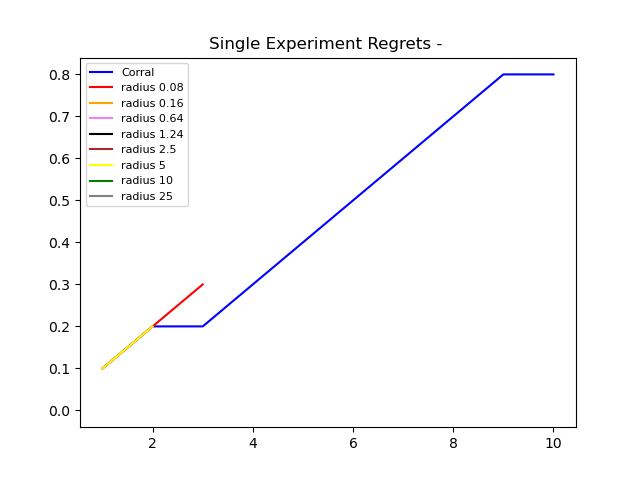 Single Experiment Regrets -
Corral
radius 0.08
radius 0.16
radius 0.64
radius 1.24
radius 2.5
radius 5
radius 10
radius 25
0.8
0.7
0.6
0.5
0.4
0.3
0.2
0.1
0.0
2 4 6 8 10